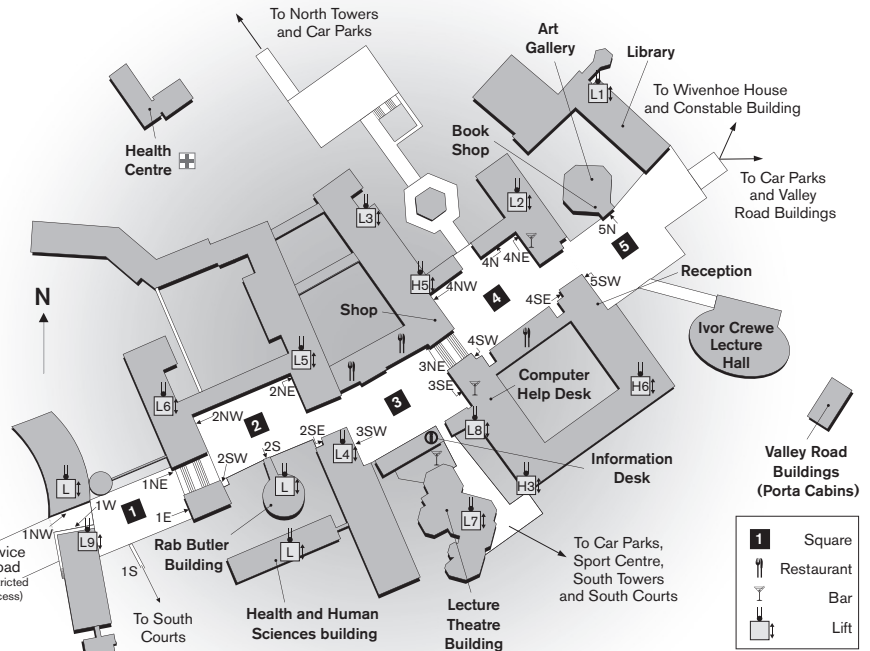 To North Towers
and Car Parks
Art
Gallery
Library
L1
To Wivenhoe House
and Constable Building
Book
Shop
Health
Centre
To Car Parks
and Valley
Road Buildings
L3
L2
5N
5
4N
4NE
N
H5
4NW
4
5SW
Reception
4SE
Shop
4SW
Ivor Crewe
Lecture
Hall
L5
3NE
3SE
Computer
Help Desk
H6
2NE
L6
2NW
2
3
2SE
3SW
L8
2S
L4
Information
Desk
Valley Road
Buildings
(Porta Cabins)
2SW
1NE
L
L
H3
1W
1
1E
1NW
L9
L7
vice
oad
ricted
cess)
1S
Rab Butler
Building
L
To Car Parks,
Sport Centre,
South Towers
and South Courts
To South
Courts
Health and Human
Sciences building
Lecture
Theatre
Building
1
Square
Restaurant
Bar
Lift